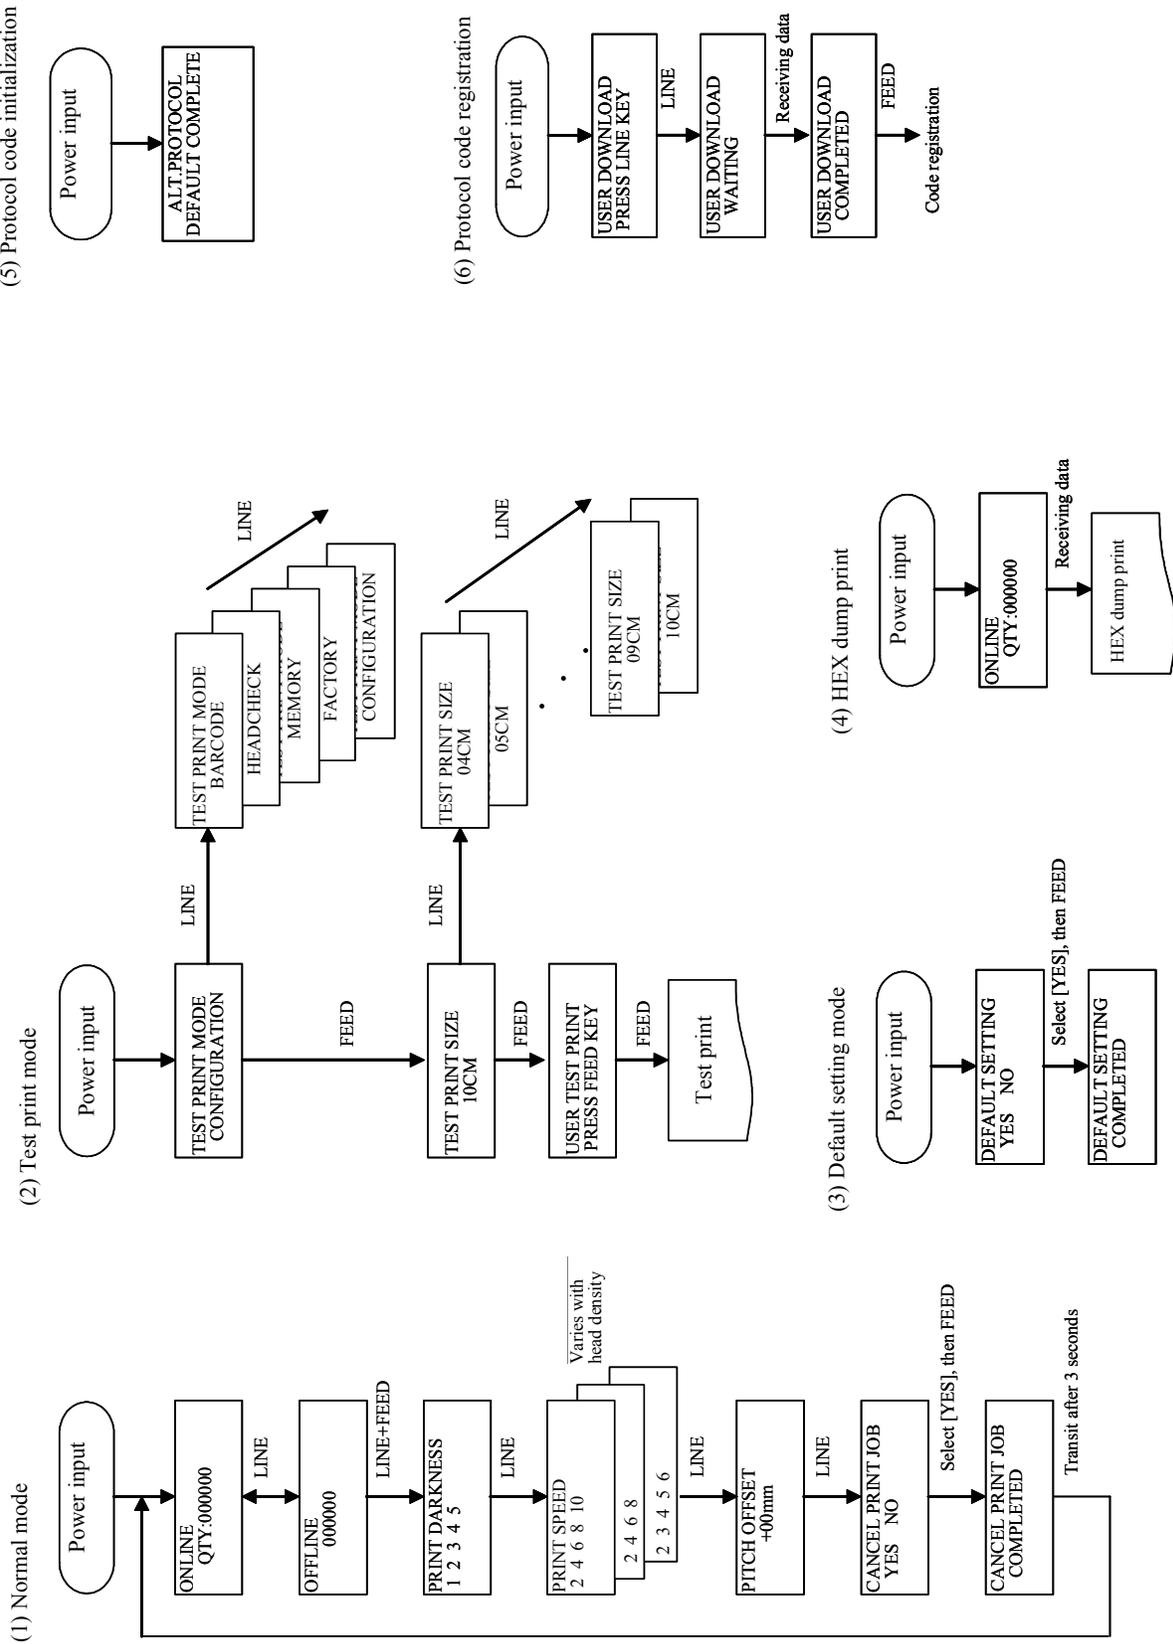 (1) Normal mode
Power input
ONLINE
QTY:000000
LINE
OFFLINE
000000
LINE+FEED
PRINT DARKNESS
1 2 3 4 5
LINE
PRINT SPEED
2 4 6 8 10
2 4 6 8
2 3 4 5 6
Varies with
head density
LINE
PITCH OFFSET
+00mm
LINE
CANCEL PRINT JOB
YES NO
Select [YES], then FEED
CANCEL PRINT JOB
COMPLETED
Transit after 3 seconds
(2) Test print mode
Power input
TEST PRINT MODE
CONFIGURATION
LINE
TEST PRINT MODE
BARCODE
HEADCHECK
MEMORY
FACTORY
CONFIGURATION
LINE
FEED
TEST PRINT SIZE
10CM
LINE
TEST PRINT SIZE
04CM
05CM
TEST PRINT SIZE
09CM
10CM
LINE
FEED
USER TEST PRINT
PRESS FEED KEY
FEED
Test print
(3) Default setting mode
Power input
DEFAULT SETTING
YES NO
Select [YES], then FEED
DEFAULT SETTING
COMPLETED
(4) HEX dump print
Power input
ONLINE
QTY:000000
Receiving data
HEX dump print
(5) Protocol code initialization
Power input
ALT.PROTOCOL
DEFAULT COMPLETE
(6) Protocol code registration
Power input
USER DOWNLOAD
PRESS LINE KEY
LINE
USER DOWNLOAD
WAITING
Receiving data
USER DOWNLOAD
COMPLETED
FEED
Code registration